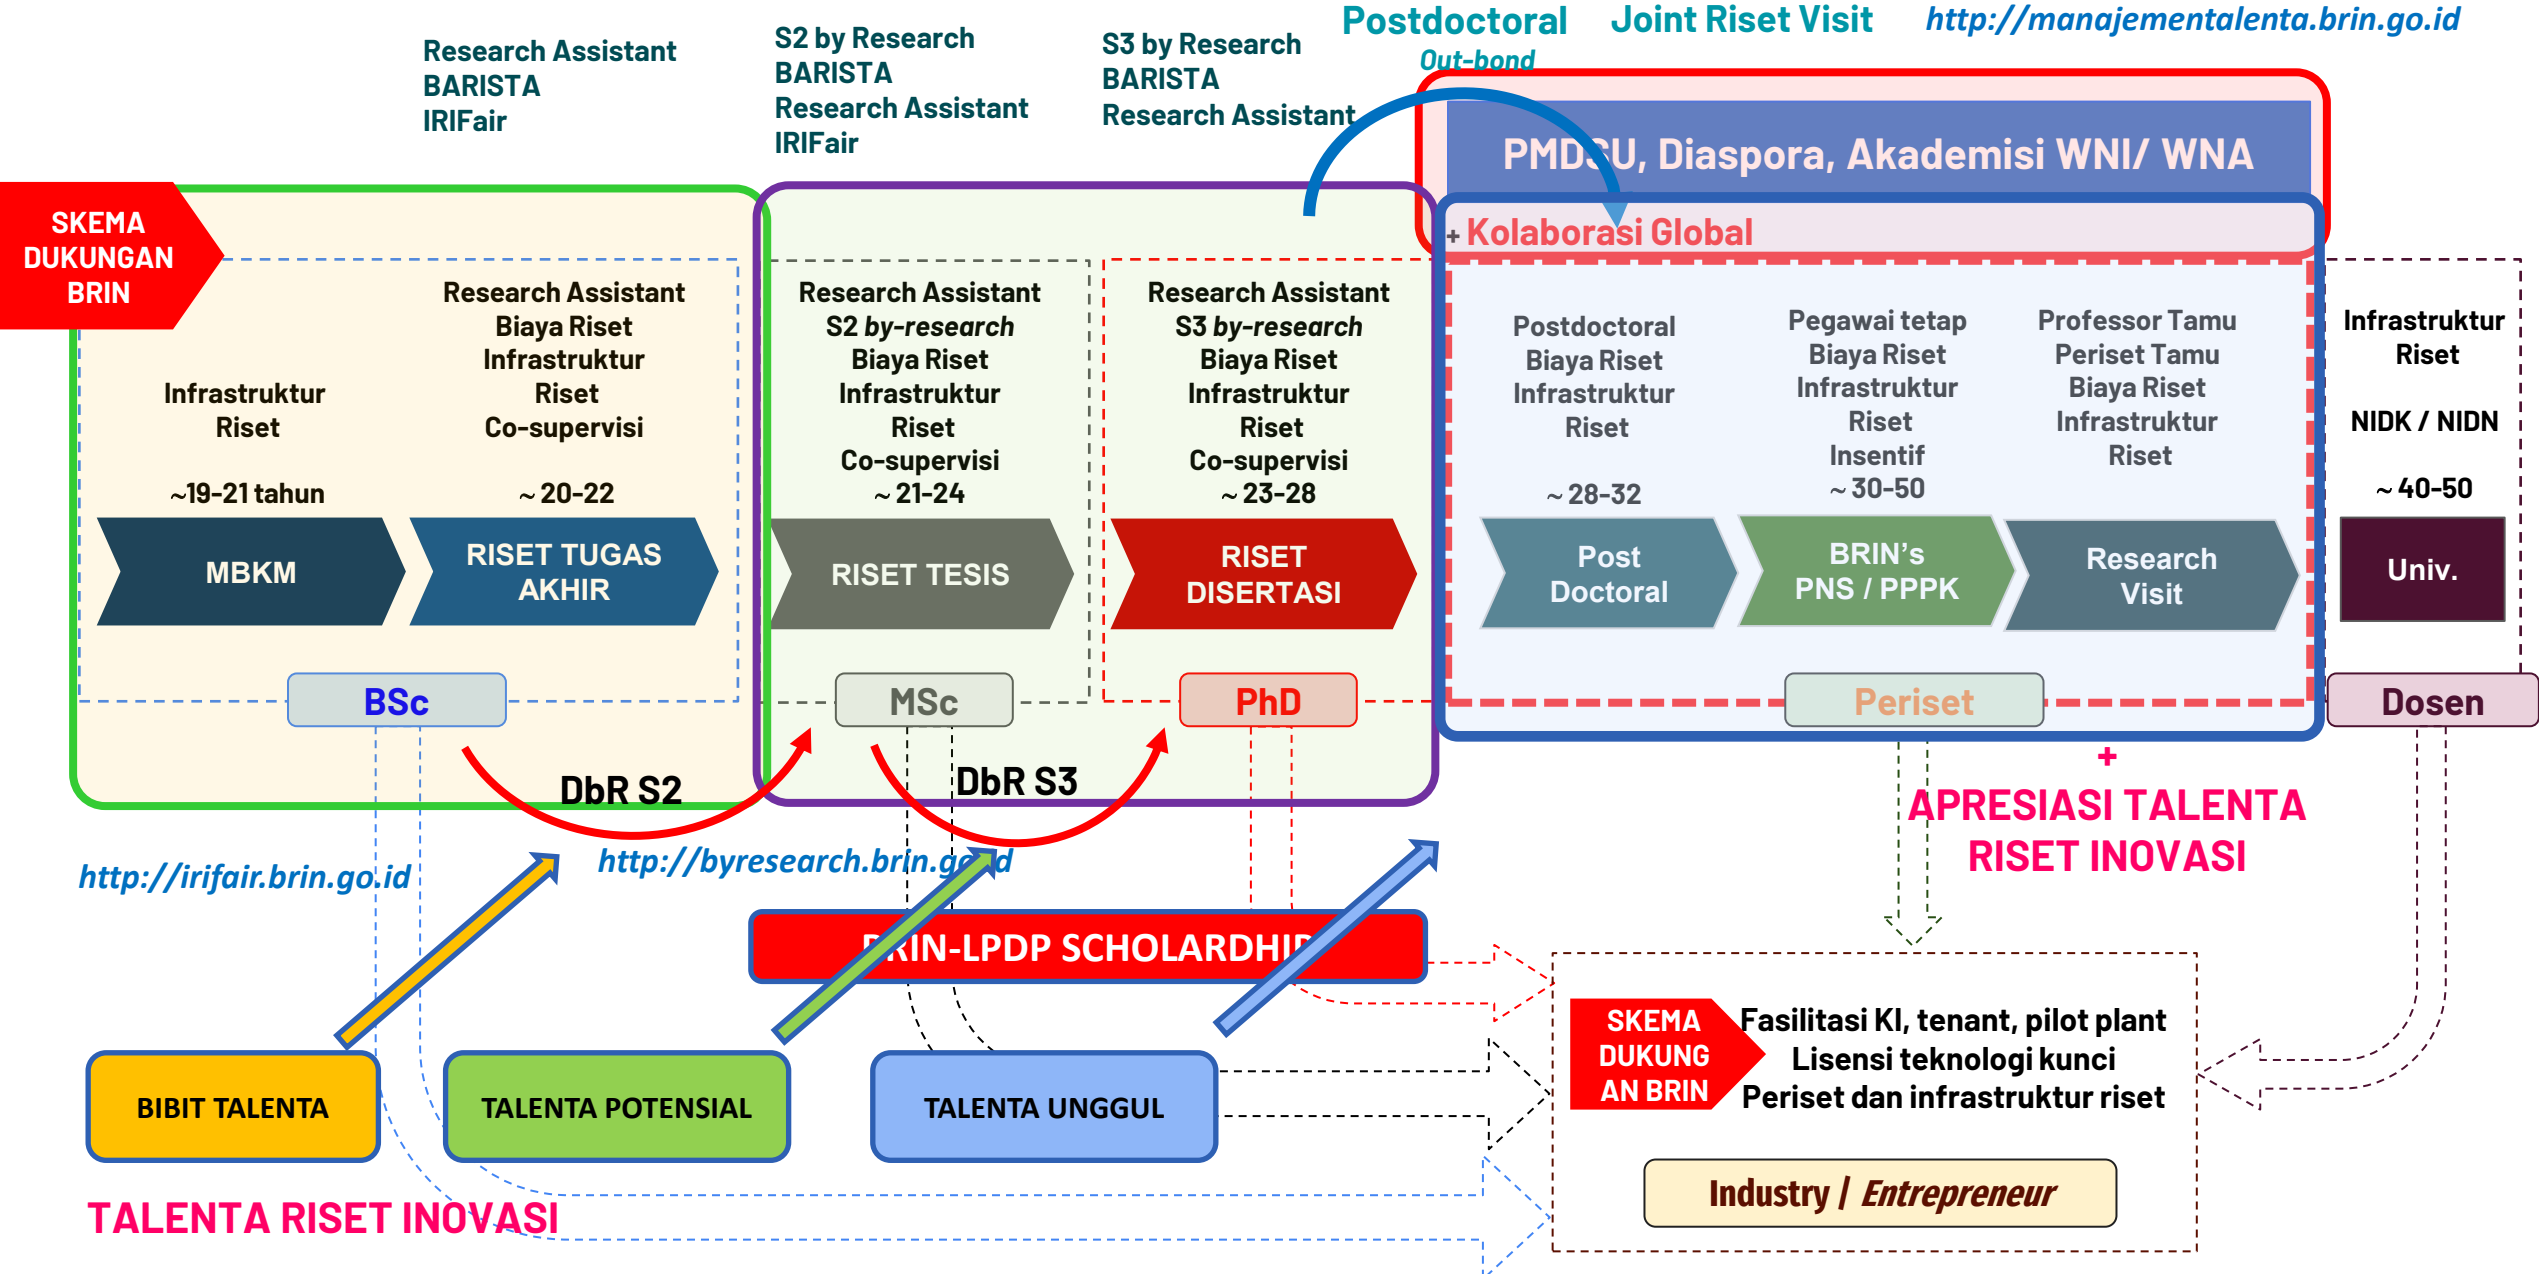 Research Assistant
BARISTA
IRIFair
S2 by Research
BARISTA
Research Assistant
IRIFair
S3 by Research
BARISTA
Research Assistant
Postdoctoral
Out-bond
Joint Riset Visit
http://manajementalenta.brin.go.id
PMDSU, Diaspora, Akademisi WNI/ WNA
+ Kolaborasi Global
SKEMA
DUKUNGAN
BRIN
Infrastruktur
Riset
~19-21 tahun
MBKM
Research Assistant
Biaya Riset
Infrastruktur
Riset
Co-supervisi
~ 20-22
RISET TUGAS
AKHIR
BSc
Research Assistant
S2 by-research
Biaya Riset
Infrastruktur
Riset
Co-supervisi
~ 21-24
RISET TESIS
MSc
Research Assistant
S3 by-research
Biaya Riset
Infrastruktur
Riset
Co-supervisi
~ 23-28
RISET
DISERTASI
PhD
Postdoctoral
Biaya Riset
Infrastruktur
Riset
~ 28-32
Post
Doctoral
Pegawai tetap
Biaya Riset
Infrastruktur
Riset
Insentif
~ 30-50
BRIN's
PNS / PPPK
Professor Tamu
Periset Tamu
Biaya Riset
Infrastruktur
Riset
Research
Visit
Periset
Infrastruktur
Riset
NIDK / NIDN
~ 40-50
Univ.
Dosen
DbR S2
DbR S3
+
APRESIASI TALENTA
RISET INOVASI
http://irifair.brin.go.id
http://byresearch.brin.go.id
BRIN-LPDP SCHOLARDHIP
BIBIT TALENTA
TALENTA POTENSIAL
TALENTA UNGGUL
TALENTA RISET INOVASI
SKEMA
DUKUNG
AN BRIN
Fasilitasi KI, tenant, pilot plant
Lisensi teknologi kunci
Periset dan infrastruktur riset
Industry / Entrepreneur